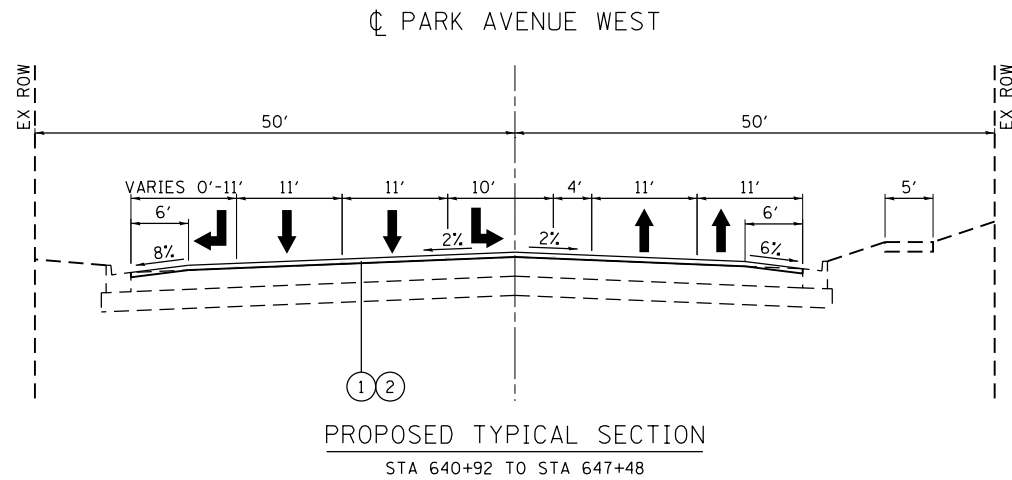 ℄ PARK AVENUE WEST
EX ROW
EX ROW
50'
50'
VARIES 0'-11'
11'
11'
10'
4'
11'
11'
5'
6'
6'
8%
2%
2%
6%
1
2
PROPOSED TYPICAL SECTION
STA 640+92 TO STA 647+48